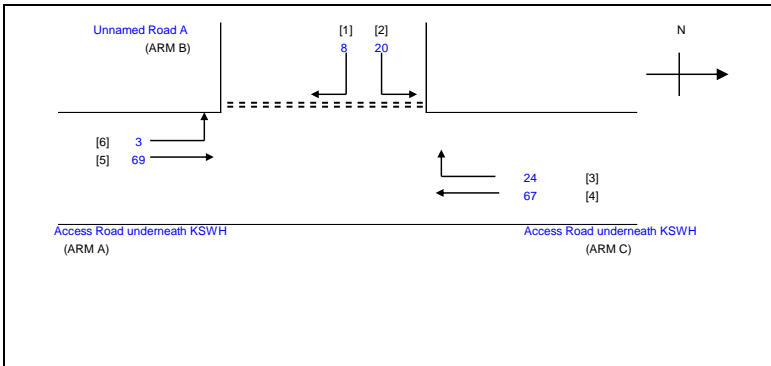 Unnamed Road A [1] [2] N
(ARM B) 8 20
[6] 3
[5] 69
24 [3]
67 [4]
Access Road underneath KSWH Access Road underneath KSWH
(ARM A) (ARM C)